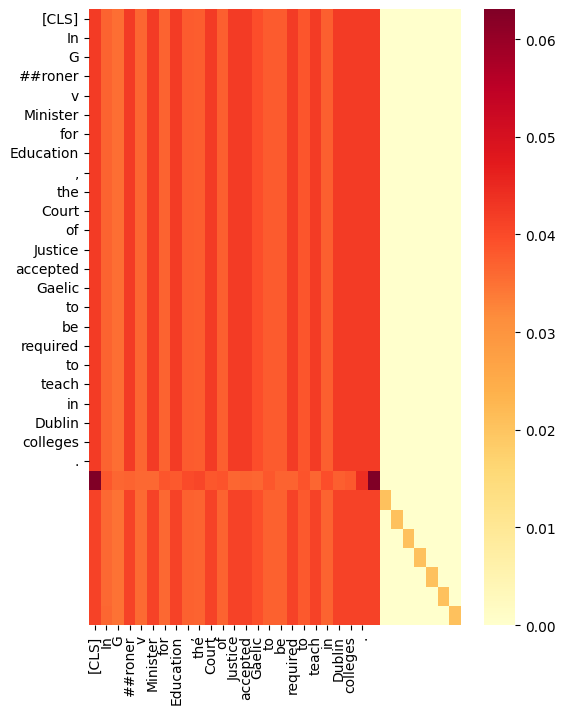 [CLS]
In
G
##roner
v
Minister
for
Education
,
the
Court
of
Justice
accepted
Gaelic
to
be
required
to
teach
in
Dublin
colleges
.
0.06
0.05
0.04
0.03
0.02
0.01
0.00
[CLS]
In
G
##roner
v
Minister
for
Education
,
the
Court
of
Justice
accepted
Gaelic
to
be
required
to
teach
in
Dublin
colleges
.